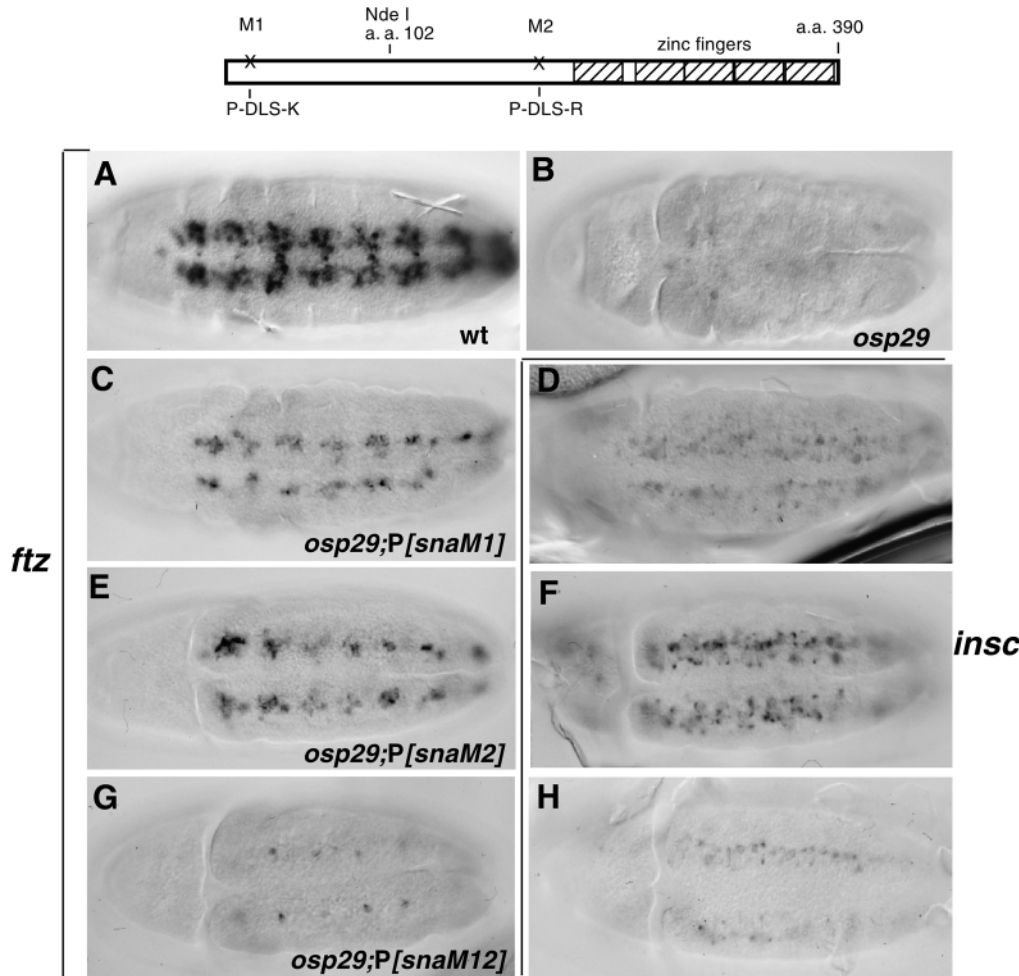 M1
Nde I
a. a. 102
M2
zinc fingers
a.a. 390
X
X
P-DLS-K
P-DLS-R
A
wt
B
osp29
C
osp29;P[snaM1]
D
ftz
E
osp29;P[snaM2]
F
insc
G
osp29;P[snaM12]
H